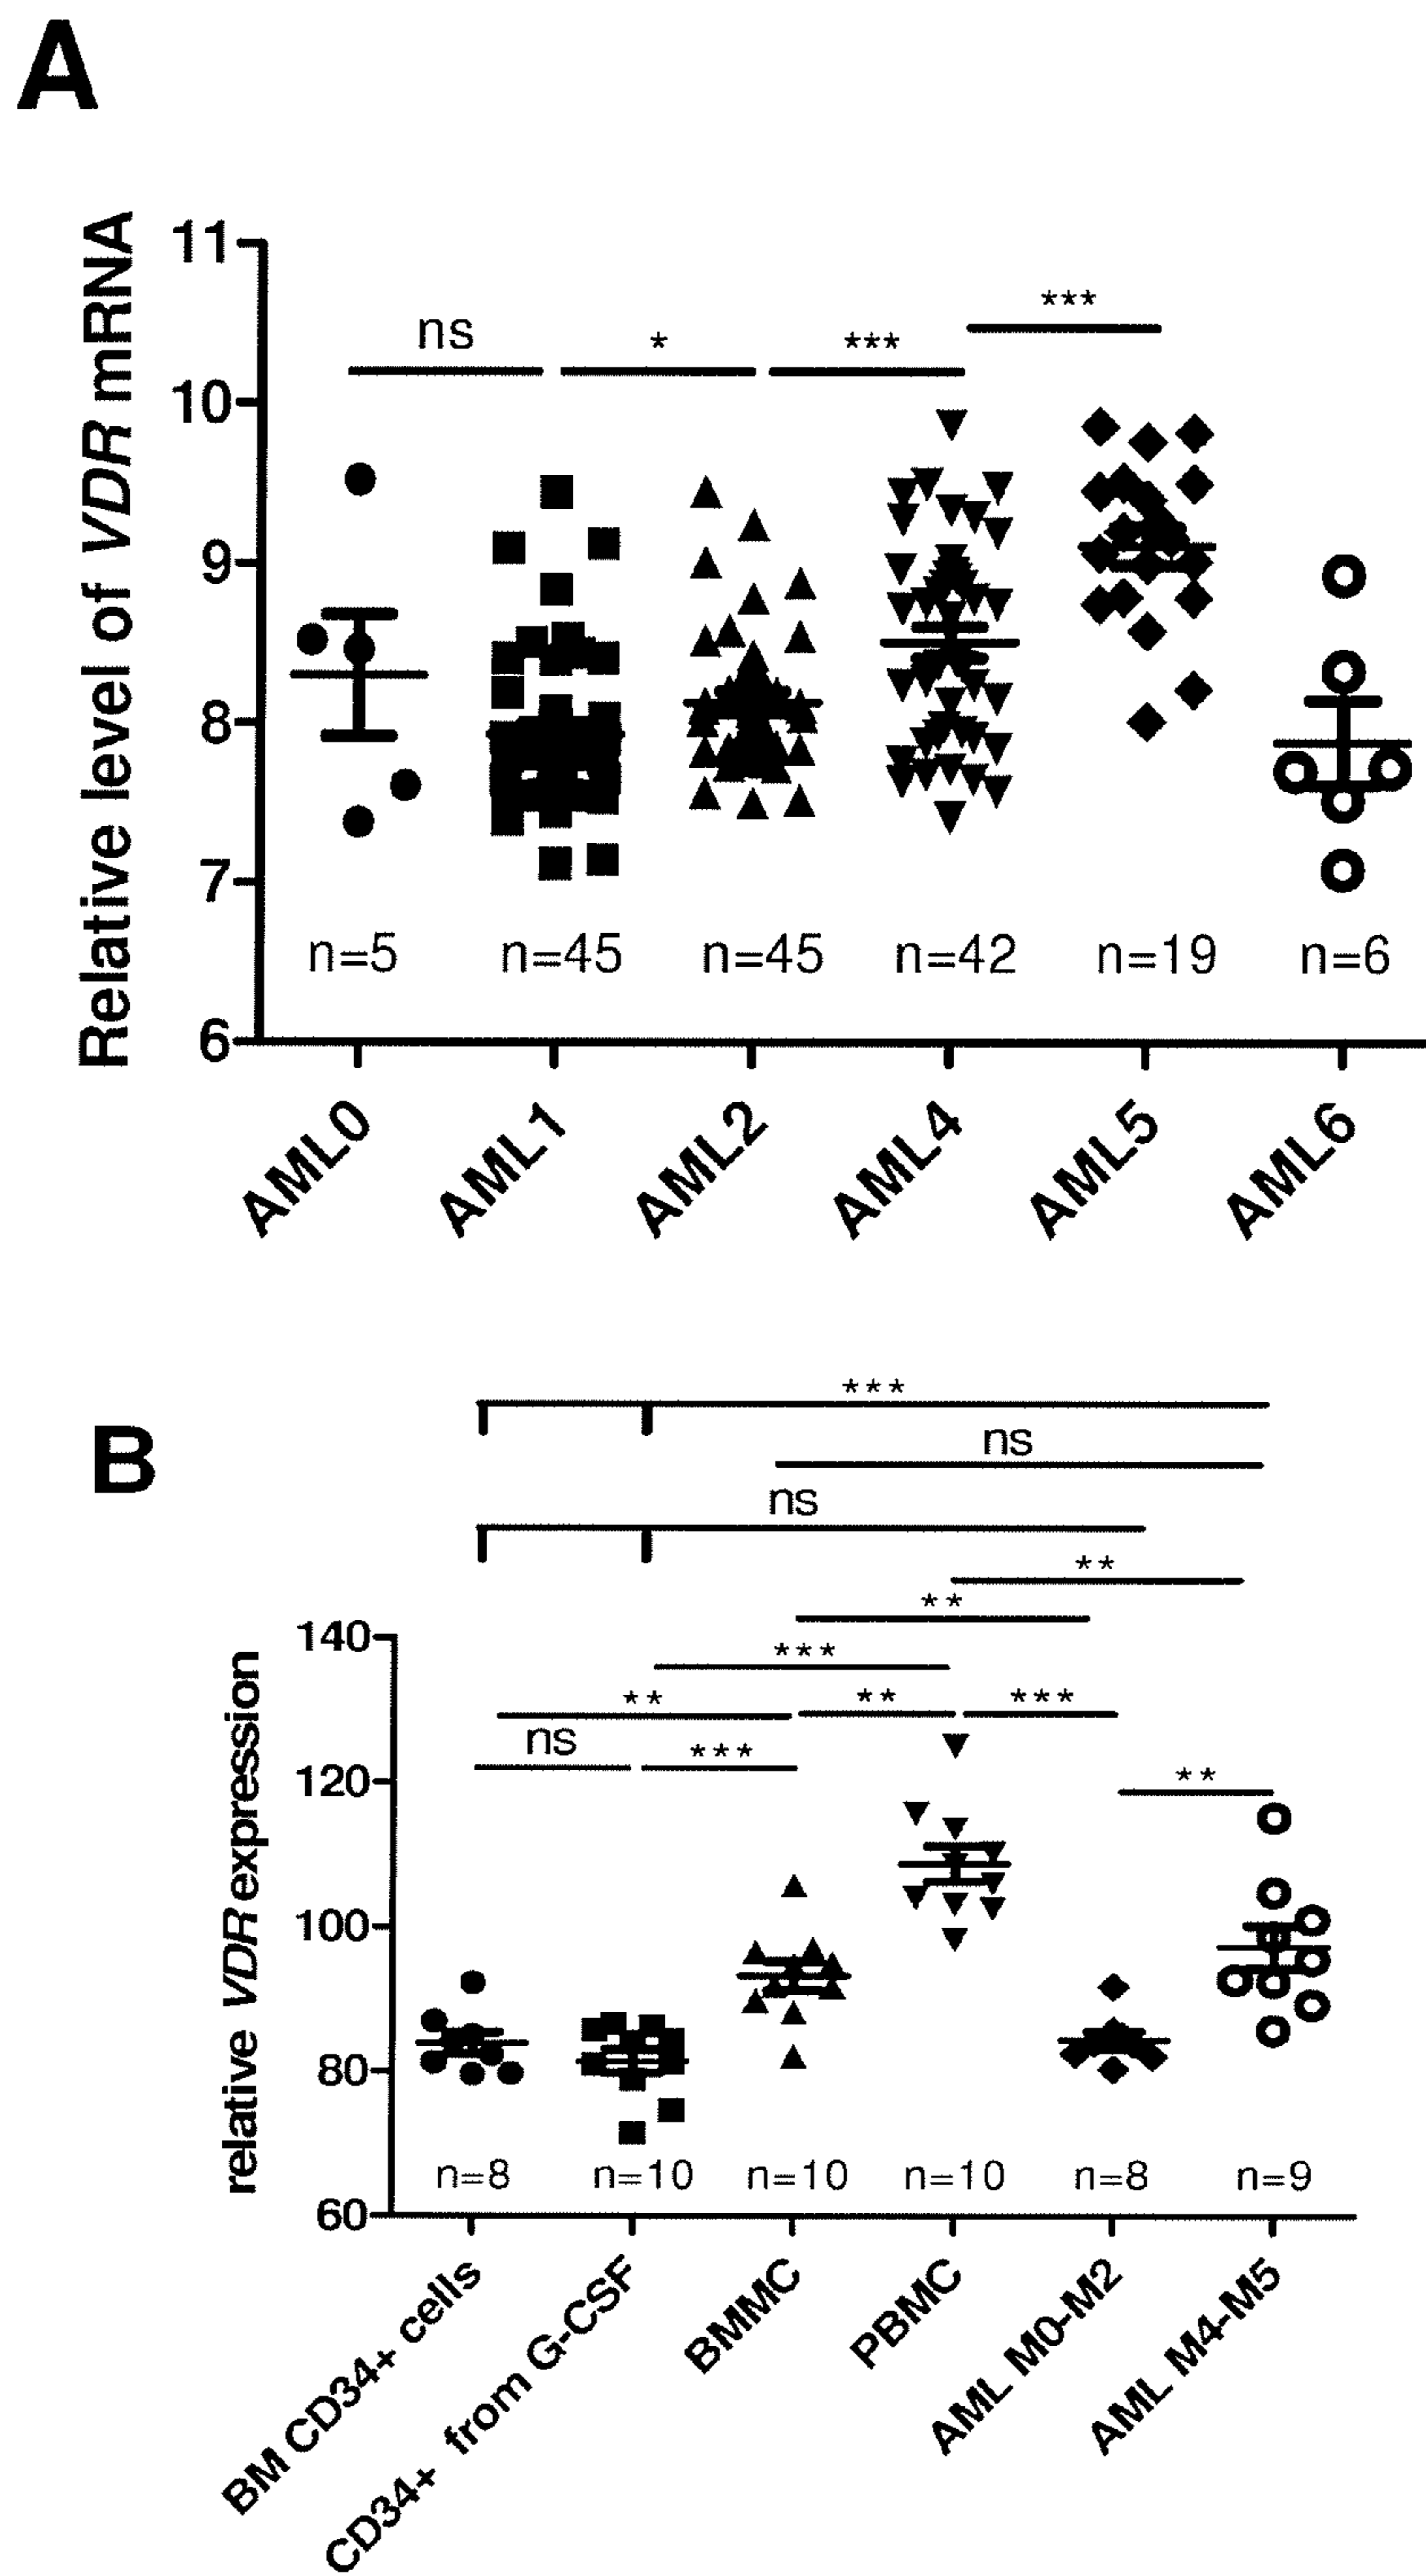 A
Relative level of VDR mRNA
11
10
9
8
7
6
ns
*
***
***
n=5
n=45
n=45
n=42
n=19
n=6
AML0
AML1
AML2
AML4
AML5
AML6
B
relative VDR expression
***
ns
ns
**
**
***
**
**
***
ns
***
**
140
120
100
80
60
n=8
n=10
n=10
n=10
n=8
n=9
BM CD34+ cells
CD34+ from G-CSF
BMMC
PBMC
AML M0-M2
AML M4-M5